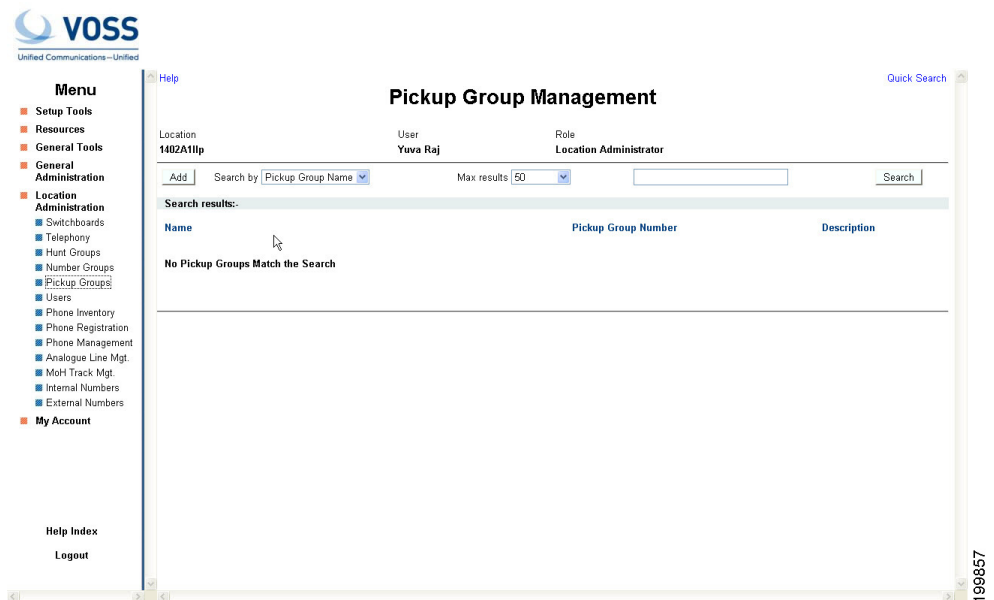 VOSS
Unified Communications—Unified
Menu
Setup Tools
Resources
General Tools
General
Administration
Location
Administration
Switchboards
Telephony
Hunt Groups
Number Groups
Pickup Groups
Users
Phone Inventory
Phone Registration
Phone Management
Analogue Line Mgt.
MoH Track Mgt.
Internal Numbers
External Numbers
My Account
Help Index
Logout
Help Quick Search
Pickup Group Management
Location User Role
1402A1llp Yuva Raj Location Administrator
Add Search by Pickup Group Name Max results 50 Search
Search results:-
Name Pickup Group Number Description
No Pickup Groups Match the Search
199857